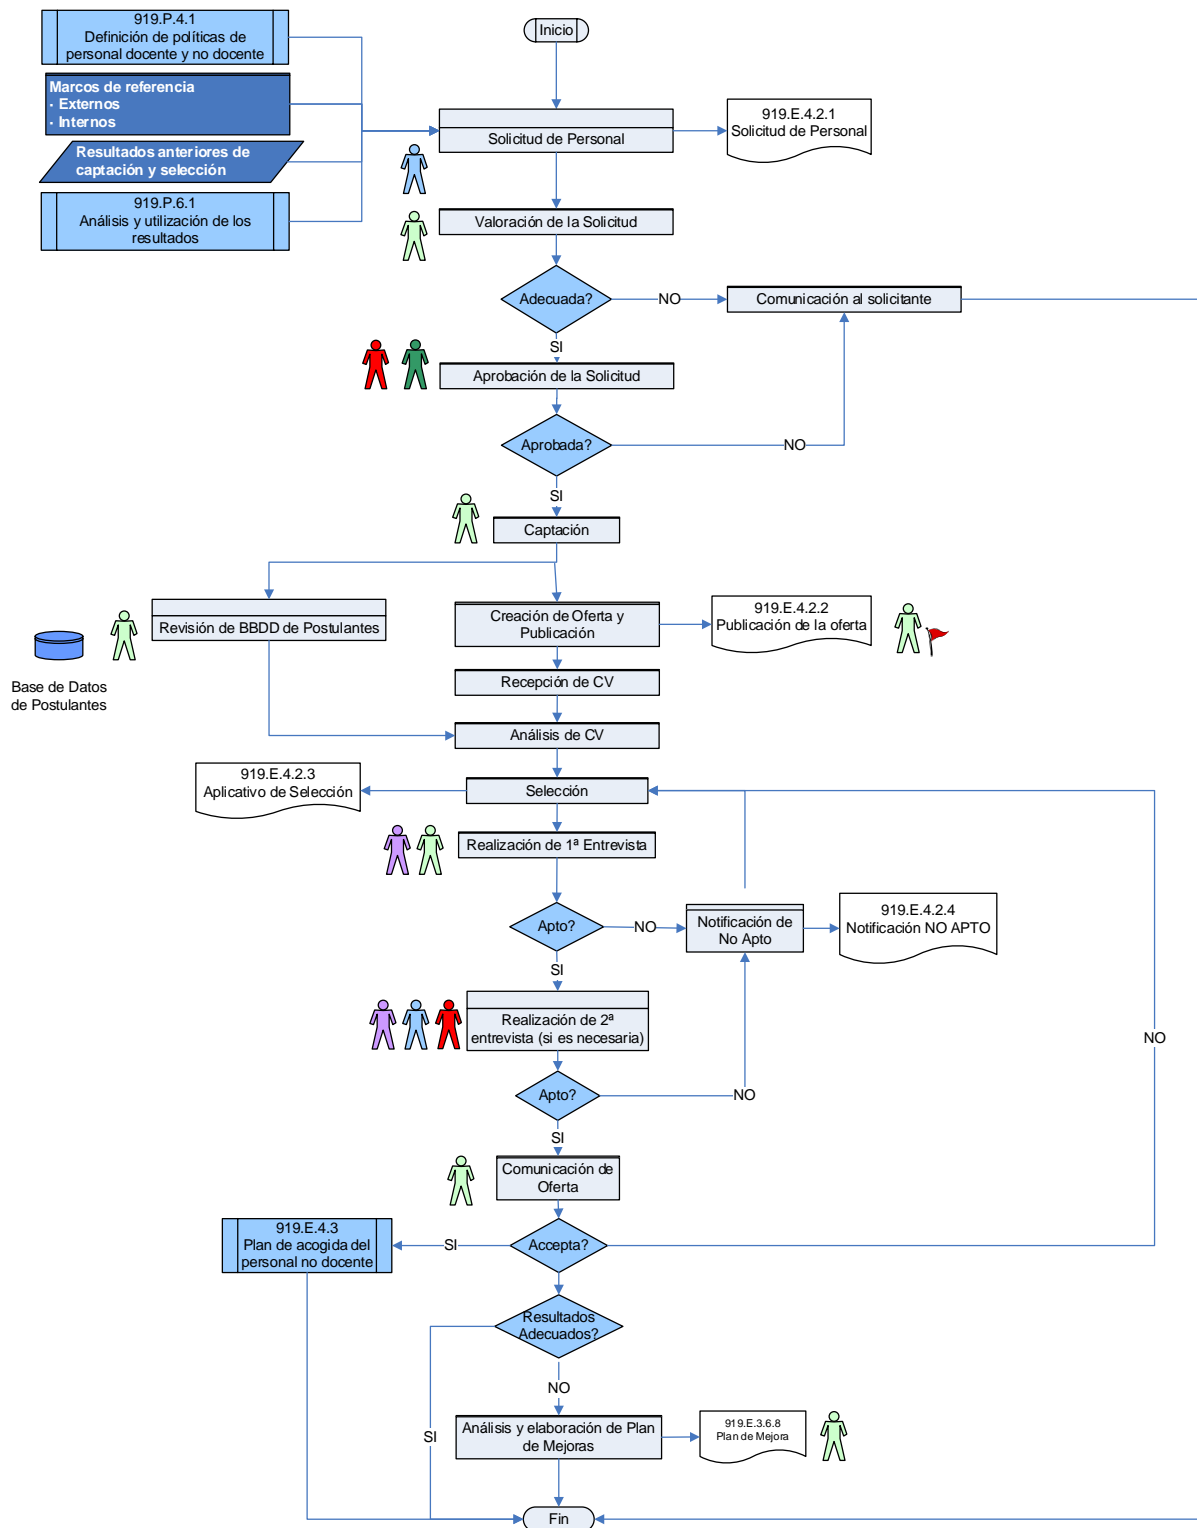 919.P.4.1
Definición de políticas de
personal docente y no docente
Inicio
Marcos de referencia
- Externos
- Internos
919.E.4.2.1
Solicitud de Personal
Solicitud de Personal
Resultados anteriores de
captación y selección
919.P.6.1
Análisis y utilización de los
resultados
Valoración de la Solicitud
Adecuada?
NO
Comunicación al solicitante
SI
Aprobación de la Solicitud
Aprobada?
NO
SI
Captación
Revisión de BBDD de Postulantes
Creación de Oferta y
Publicación
919.E.4.2.2
Publicación de la oferta
Base de Datos
de Postulantes
Recepción de CV
Análisis de CV
919.E.4.2.3
Aplicativo de Selección
Selección
Realización de 1ª Entrevista
Apto?
NO
Notificación de
No Apto
919.E.4.2.4
Notificación NO APTO
SI
Realización de 2ª
entrevista (si es necesaria)
NO
Apto?
NO
SI
Comunicación de
Oferta
919.E.4.3
Plan de acogida del
personal no docente
SI
Accepta?
Resultados
Adecuados?
NO
SI
Análisis y elaboración de Plan
de Mejoras
919.E.3.6.8
Plan de Mejora
Fin